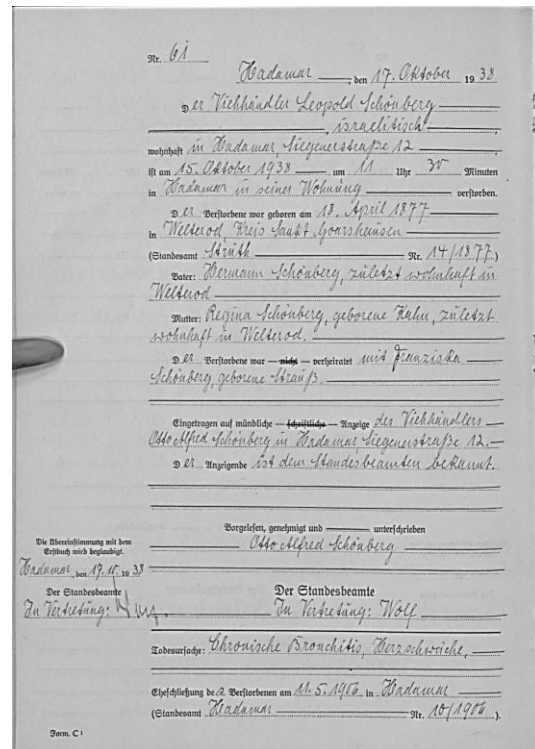 Nr. 61
Hadamar, den 17. Oktober 1938
Der Viehhändler Leopold Schönberg
, israelitisch
wohnhaft in Hadamar, Siegenerstraße 12
ist am 15. Oktober 1938 um 11 Uhr 30 Minuten
in Hadamar in seiner Wohnung verstorben.
Der Verstorbene war geboren am 18. April 1877
in Welterod, Kreis Sankt Goarshausen
(Standesamt Strüth Nr. 14/1877)
Vater: Hermann Schönberg, zuletzt wohnhaft in
Welterod
Mutter: Regina Schönberg, geborene Kahn, zuletzt
wohnhaft in Welterod.
Der Verstorbene war — nicht — verheiratet mit Franziska
Schönberg, geborene Strauß.
Eingetragen auf mündliche — schriftliche — Anzeige des Viehhändlers
Otto Alfred Schönberg in Hadamar, Siegenerstraße 12.
Der Anzeigende ist dem Standesbeamten bekannt.
Vorgelesen, genehmigt und unterschrieben
Otto Alfred Schönberg
Die Übereinstimmung mit dem
Erstbuch wird beglaubigt.
Hadamar, den 17.10.1938
Der Standesbeamte
In Vertretung:
Der Standesbeamte
In Vertretung: Wolf
Todesursache: Chronische Bronchitis, Herzschwäche,
Eheschließung des Verstorbenen am 11.5.1906 in Hadamar
(Standesamt Hadamar Nr. 10/1906).
Form. C 1